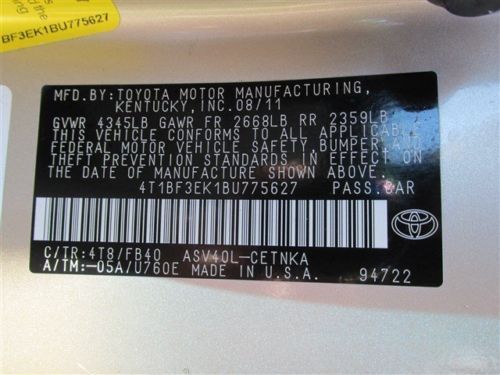 and the
BF3EK1BU775627
MFD.BY:TOYOTA MOTOR MANUFACTURING,
KENTUCKY,INC.08/11
GVWR 4345LB GAWR FR 2668LB RR 2359LB
THIS VEHICLE CONFORMS TO ALL APPLICABLE
FEDERAL MOTOR VEHICLE SAFETY,BUMPER,AND
THEFT PREVENTION STANDARDS IN EFFECT ON
THE DATE OF MANUFACTURE SHOWN ABOVE.
4T1BF3EK1BU775627 PASS.CAR
C/TR:4T8/FB40 ASV40L-CETNKA
A/TM:-05A/U760E MADE IN U.S.A. 94722